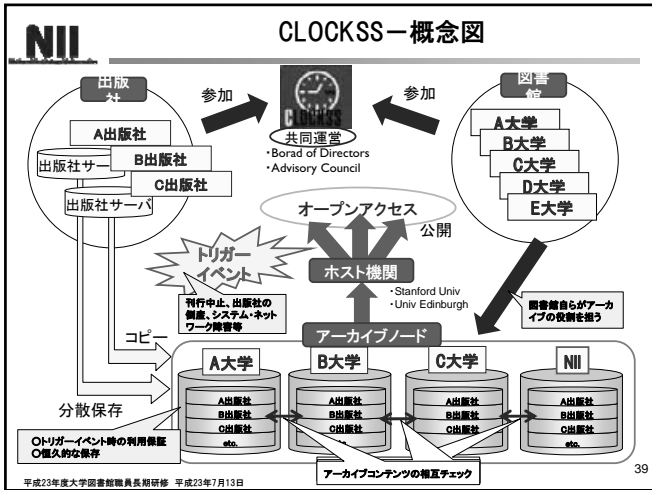 NII
CLOCKSS－概念図
出版
社
参加
CLOCKSS
参加
図書
館
A出版社
出版社サー
B出版社
C出版社
出版社サーバ
共同運営
・Borad of Directors
・Advisory Council
A大学
B大学
C大学
D大学
E大学
オープンアクセス
公開
トリガー
イベント
ホスト機関
・Stanford Univ
・Univ Edinburgh
刊行中止、出版社の
倒産、システム・ネット
ワーク障害等
図書館自らがアーカ
イブの役割を担う
コピー
アーカイブノード
A大学
B大学
C大学
NII
分散保存
A出版社
B出版社
C出版社
etc.
A出版社
B出版社
C出版社
etc.
A出版社
B出版社
C出版社
etc.
A出版社
B出版社
C出版社
etc.
○トリガーイベント時の利用保証
○恒久的な保存
アーカイブコンテンツの相互チェック
39
平成23年度大学図書館職員長期研修 平成23年7月13日